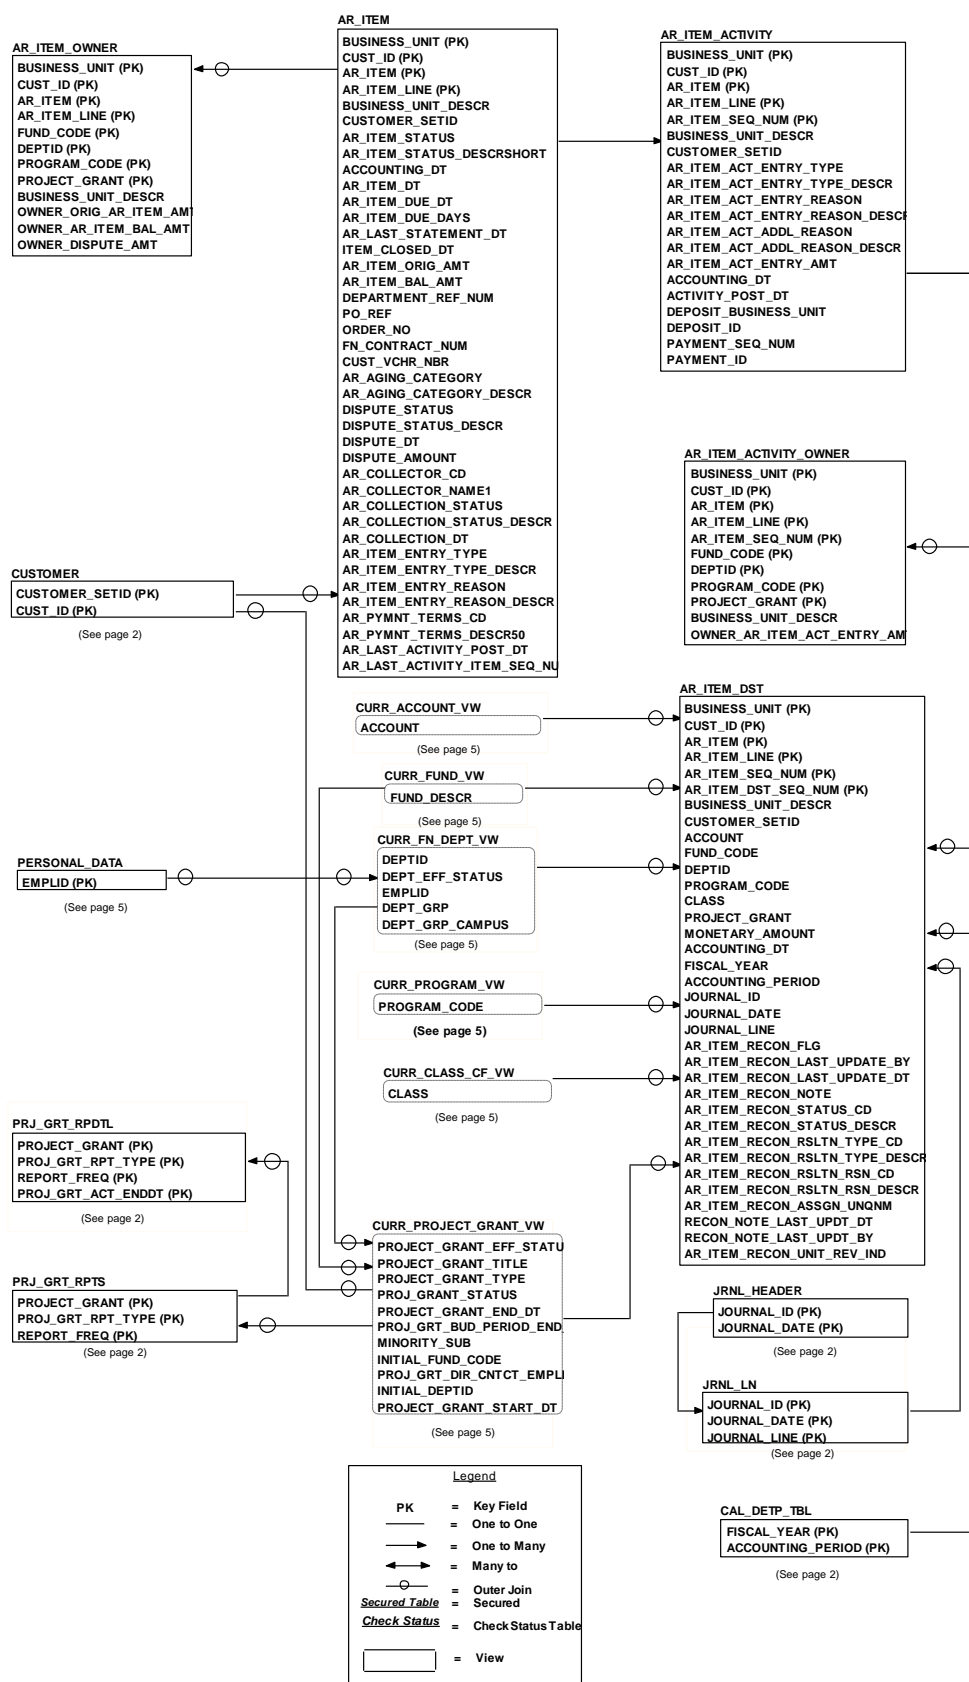 AR_ITEM
BUSINESS_UNIT (PK)
CUST_ID (PK)
AR_ITEM (PK)
AR_ITEM_LINE (PK)
BUSINESS_UNIT_DESCR
CUSTOMER_SETID
AR_ITEM_STATUS
AR_ITEM_STATUS_DESCRSHORT
ACCOUNTING_DT
AR_ITEM_DT
AR_ITEM_DUE_DT
AR_ITEM_DUE_DAYS
AR_LAST_STATEMENT_DT
ITEM_CLOSED_DT
AR_ITEM_ORIG_AMT
AR_ITEM_BAL_AMT
DEPARTMENT_REF_NUM
PO_REF
ORDER_NO
FN_CONTRACT_NUM
CUST_VCHR_NBR
AR_AGING_CATEGORY
AR_AGING_CATEGORY_DESCR
DISPUTE_STATUS
DISPUTE_STATUS_DESCR
DISPUTE_DT
DISPUTE_AMOUNT
AR_COLLECTOR_CD
AR_COLLECTOR_NAME1
AR_COLLECTION_STATUS
AR_COLLECTION_STATUS_DESCR
AR_COLLECTION_DT
AR_ITEM_ENTRY_TYPE
AR_ITEM_ENTRY_TYPE_DESCR
AR_ITEM_ENTRY_REASON
AR_ITEM_ENTRY_REASON_DESCR
AR_PYMNT_TERMS_CD
AR_PYMNT_TERMS_DESCR50
AR_LAST_ACTIVITY_POST_DT
AR_LAST_ACTIVITY_ITEM_SEQ_NU
AR_ITEM_OWNER
BUSINESS_UNIT (PK)
CUST_ID (PK)
AR_ITEM (PK)
AR_ITEM_LINE (PK)
FUND_CODE (PK)
DEPTID (PK)
PROGRAM_CODE (PK)
PROJECT_GRANT (PK)
BUSINESS_UNIT_DESCR
OWNER_ORIG_AR_ITEM_AMT
OWNER_AR_ITEM_BAL_AMT
OWNER_DISPUTE_AMT
AR_ITEM_ACTIVITY
BUSINESS_UNIT (PK)
CUST_ID (PK)
AR_ITEM (PK)
AR_ITEM_LINE (PK)
AR_ITEM_SEQ_NUM (PK)
BUSINESS_UNIT_DESCR
CUSTOMER_SETID
AR_ITEM_ACT_ENTRY_TYPE
AR_ITEM_ACT_ENTRY_TYPE_DESCR
AR_ITEM_ACT_ENTRY_REASON
AR_ITEM_ACT_ENTRY_REASON_DESCR
AR_ITEM_ACT_ADDL_REASON
AR_ITEM_ACT_ADDL_REASON_DESCR
AR_ITEM_ACT_ENTRY_AMT
ACCOUNTING_DT
ACTIVITY_POST_DT
DEPOSIT_BUSINESS_UNIT
DEPOSIT_ID
PAYMENT_SEQ_NUM
PAYMENT_ID
AR_ITEM_ACTIVITY_OWNER
BUSINESS_UNIT (PK)
CUST_ID (PK)
AR_ITEM (PK)
AR_ITEM_LINE (PK)
AR_ITEM_SEQ_NUM (PK)
FUND_CODE (PK)
DEPTID (PK)
PROGRAM_CODE (PK)
PROJECT_GRANT (PK)
BUSINESS_UNIT_DESCR
OWNER_AR_ITEM_ACT_ENTRY_AMT
CUSTOMER
CUSTOMER_SETID (PK)
CUST_ID (PK)
(See page 2)
CURR_ACCOUNT_VW
ACCOUNT
(See page 5)
CURR_FUND_VW
FUND_DESCR
(See page 5)
CURR_FN_DEPT_VW
DEPTID
DEPT_EFF_STATUS
EMPLID
DEPT_GRP
DEPT_GRP_CAMPUS
(See page 5)
PERSONAL_DATA
EMPLID (PK)
(See page 5)
CURR_PROGRAM_VW
PROGRAM_CODE
(See page 5)
CURR_CLASS_CF_VW
CLASS
(See page 5)
AR_ITEM_DST
BUSINESS_UNIT (PK)
CUST_ID (PK)
AR_ITEM (PK)
AR_ITEM_LINE (PK)
AR_ITEM_SEQ_NUM (PK)
AR_ITEM_DST_SEQ_NUM (PK)
BUSINESS_UNIT_DESCR
CUSTOMER_SETID
ACCOUNT
FUND_CODE
DEPTID
PROGRAM_CODE
CLASS
PROJECT_GRANT
MONETARY_AMOUNT
ACCOUNTING_DT
FISCAL_YEAR
ACCOUNTING_PERIOD
JOURNAL_ID
JOURNAL_DATE
JOURNAL_LINE
AR_ITEM_RECON_FLG
AR_ITEM_RECON_LAST_UPDATE_BY
AR_ITEM_RECON_LAST_UPDATE_DT
AR_ITEM_RECON_NOTE
AR_ITEM_RECON_STATUS_CD
AR_ITEM_RECON_STATUS_DESCR
AR_ITEM_RECON_RSLTN_TYPE_CD
AR_ITEM_RECON_RSLTN_TYPE_DESCR
AR_ITEM_RECON_RSLTN_RSN_CD
AR_ITEM_RECON_RSLTN_RSN_DESCR
AR_ITEM_RECON_ASSGN_UNQNM
RECON_NOTE_LAST_UPDT_DT
RECON_NOTE_LAST_UPDT_BY
AR_ITEM_RECON_UNIT_REV_IND
PRJ_GRT_RPDTL
PROJECT_GRANT (PK)
PROJ_GRT_RPT_TYPE (PK)
REPORT_FREQ (PK)
PROJ_GRT_ACT_ENDDT (PK)
(See page 2)
PRJ_GRT_RPTS
PROJECT_GRANT (PK)
PROJ_GRT_RPT_TYPE (PK)
REPORT_FREQ (PK)
(See page 2)
CURR_PROJECT_GRANT_VW
PROJECT_GRANT_EFF_STATU
PROJECT_GRANT_TITLE
PROJECT_GRANT_TYPE
PROJ_GRANT_STATUS
PROJECT_GRANT_END_DT
PROJ_GRT_BUD_PERIOD_END
MINORITY_SUB
INITIAL_FUND_CODE
PROJ_GRT_DIR_CNTCT_EMPLI
INITIAL_DEPTID
PROJECT_GRANT_START_DT
(See page 5)
JRNL_HEADER
JOURNAL_ID (PK)
JOURNAL_DATE (PK)
(See page 2)
JRNL_LN
JOURNAL_ID (PK)
JOURNAL_DATE (PK)
JOURNAL_LINE (PK)
(See page 2)
CAL_DETP_TBL
FISCAL_YEAR (PK)
ACCOUNTING_PERIOD (PK)
(See page 2)
Legend
PK = Key Field
= One to One
= One to Many
= Many to
= Outer Join
Secured Table = Secured
Check Status = Check Status Table
= View